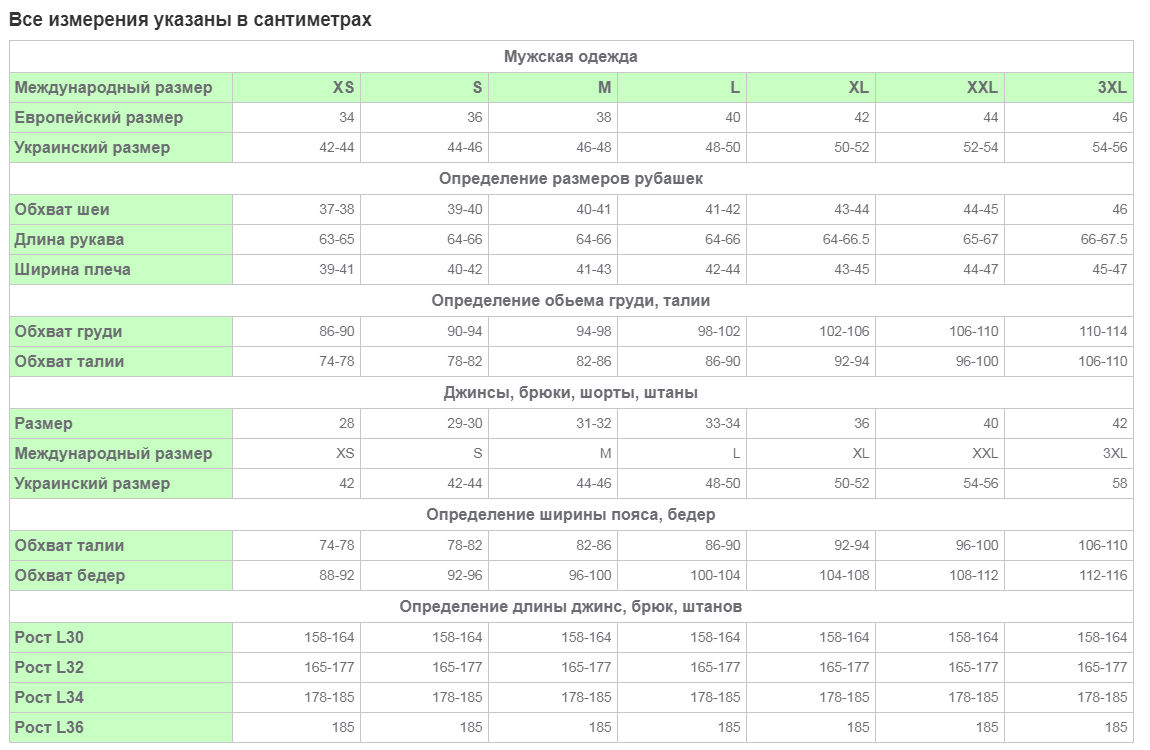 Все измерения указаны в сантиметрах
Мужская одежда
Международный размер XS S M L XL XXL 3XL
Европейский размер 34 36 38 40 42 44 46
Украинский размер 42-44 44-46 46-48 48-50 50-52 52-54 54-56
Определение размеров рубашек
Обхват шеи 37-38 39-40 40-41 41-42 43-44 44-45 46
Длина рукава 63-65 64-66 64-66 64-66 64-66.5 65-67 66-67.5
Ширина плеча 39-41 40-42 41-43 42-44 43-45 44-47 45-47
Определение обьема груди, талии
Обхват груди 86-90 90-94 94-98 98-102 102-106 106-110 110-114
Обхват талии 74-78 78-82 82-86 86-90 92-94 96-100 106-110
Джинсы, брюки, шорты, штаны
Размер 28 29-30 31-32 33-34 36 40 42
Международный размер XS S M L XL XXL 3XL
Украинский размер 42 42-44 44-46 48-50 50-52 54-56 58
Определение ширины пояса, бедер
Обхват талии 74-78 78-82 82-86 86-90 92-94 96-100 106-110
Обхват бедер 88-92 92-96 96-100 100-104 104-108 108-112 112-116
Определение длины джинс, брюк, штанов
Рост L30 158-164 158-164 158-164 158-164 158-164 158-164 158-164
Рост L32 165-177 165-177 165-177 165-177 165-177 165-177 165-177
Рост L34 178-185 178-185 178-185 178-185 178-185 178-185 178-185
Рост L36 185 185 185 185 185 185 185